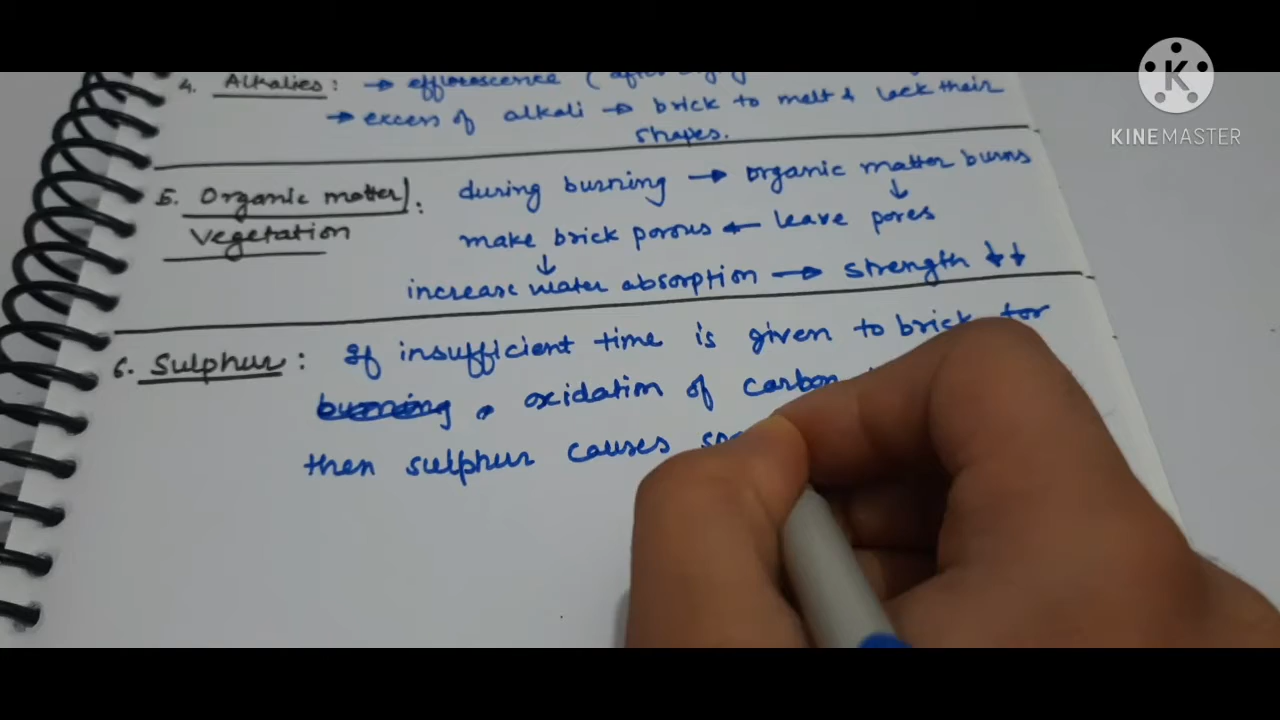 4. Alkalies : → efflorescence (after drying
→ excess of alkali → brick to melt & lack their
shapes.
5. Organic matter/ : during burning → organic matter burns
Vegetation
↓
make brick porous ← leave pores
↓
increase water absorption → strength ↓↓
6. Sulphur : If insufficient time is given to brick for
oxidation of carbon
then sulphur causes
K
KINEMASTER